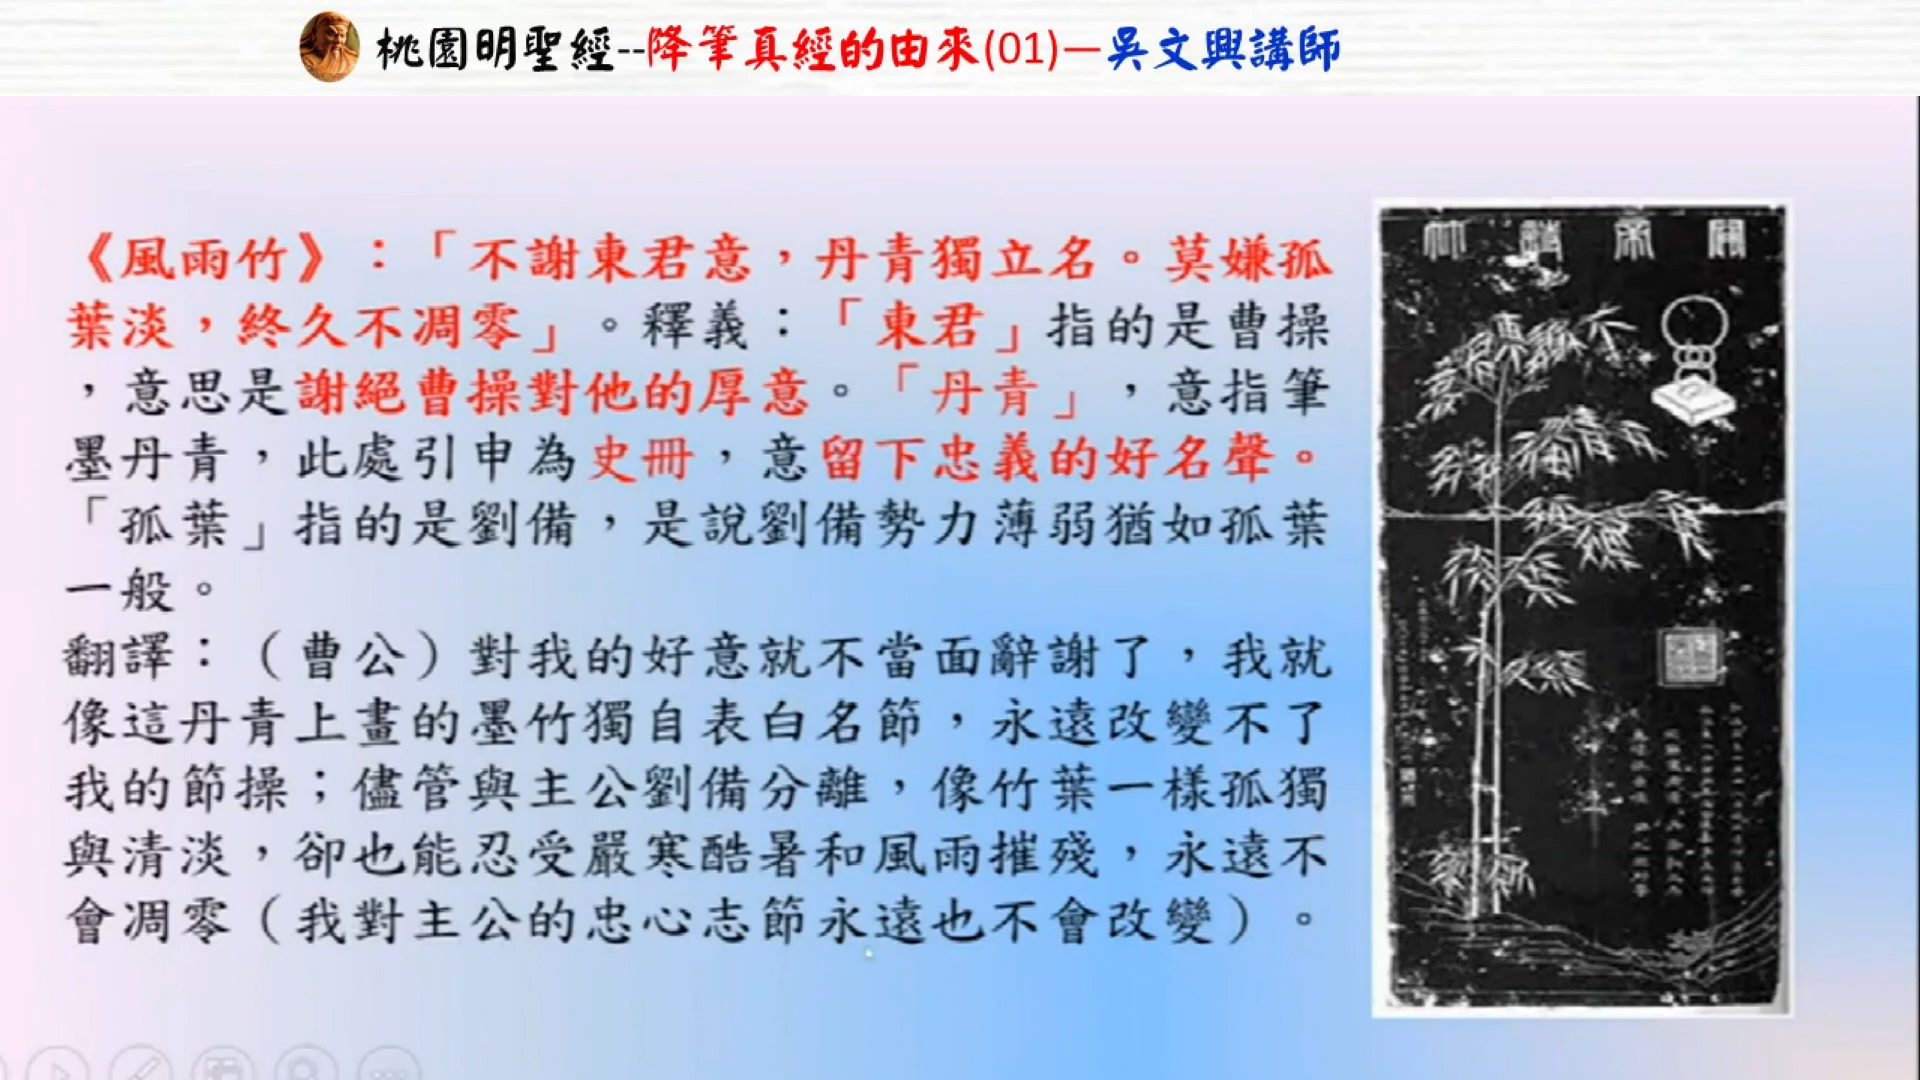 桃園明聖經--降筆真經的由來(01)—吳文興講師
《風雨竹》：「不謝東君意，丹青獨立名。莫嫌孤
葉淡，終久不凋零」。釋義：「東君」指的是曹操
，意思是謝絕曹操對他的厚意。「丹青」，意指筆
墨丹青，此處引申為史冊，意留下忠義的好名聲。
「孤葉」指的是劉備，是說劉備勢力薄弱猶如孤葉
一般。
翻譯：（曹公）對我的好意就不當面辭謝了，我就
像這丹青上畫的墨竹獨自表白名節，永遠改變不了
我的節操；儘管與主公劉備分離，像竹葉一樣孤獨
與清淡，卻也能忍受嚴寒酷暑和風雨摧殘，永遠不
會凋零（我對主公的忠心志節永遠也不會改變）。